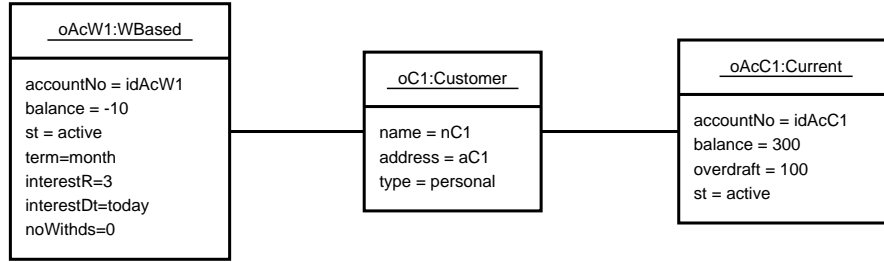 oAcW1:WBased
accountNo = idAcW1
balance = -10
st = active
term=month
interestR=3
interestDt=today
noWithds=0
oC1:Customer
name = nC1
address = aC1
type = personal
oAcC1:Current
accountNo = idAcC1
balance = 300
overdraft = 100
st = active